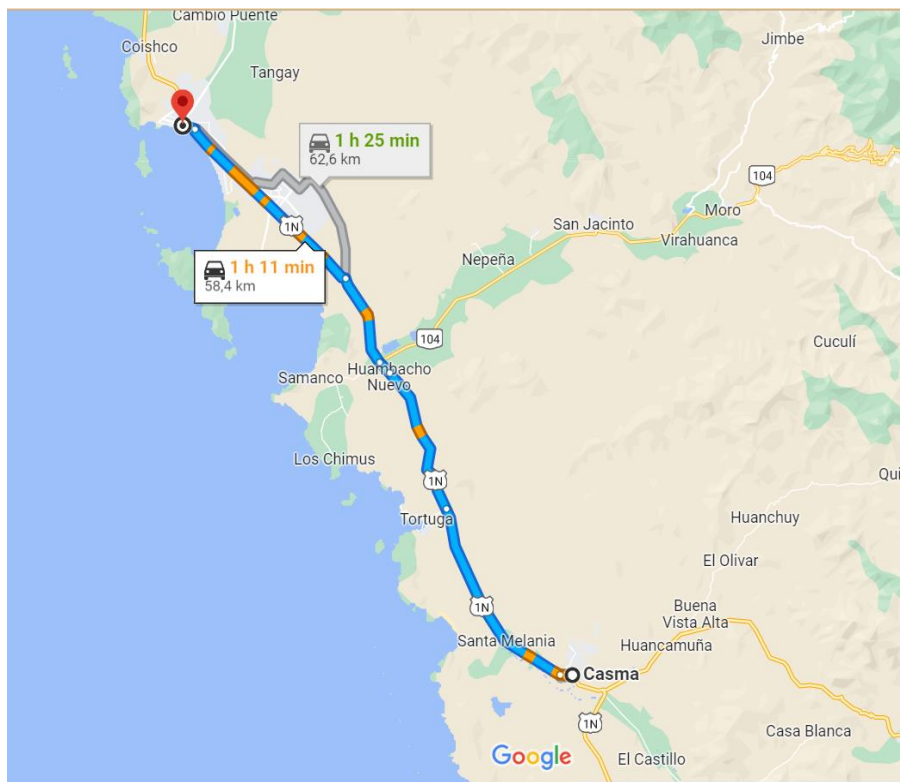 Cambio Puente
Coishco
Jimbe
Tangay
1 h 25 min
62,6 km
104
Moro
San Jacinto
1N
Virahuanca
Nepeña
1 h 11 min
58,4 km
104
Cuculí
Huambacho
Nuevo
Samanco
Los Chimus
Qui
1N
Tortuga
Huanchuy
El Olivar
1N
Buena
Vista Alta
Santa Melania
Huancamuña
Casma
1N
Casa Blanca
Google
El Castillo